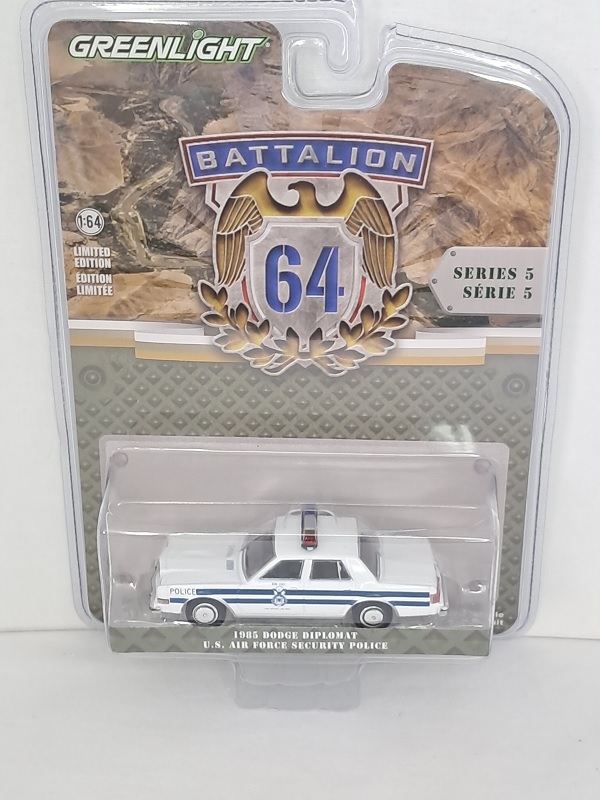 GREENLIGHT
BATTALION
64
1:64
LIMITED
EDITION
ÉDITION
LIMITÉE
SERIES 5
SÉRIE 5
POLICE
1985 DODGE DIPLOMAT
U.S. AIR FORCE SECURITY POLICE